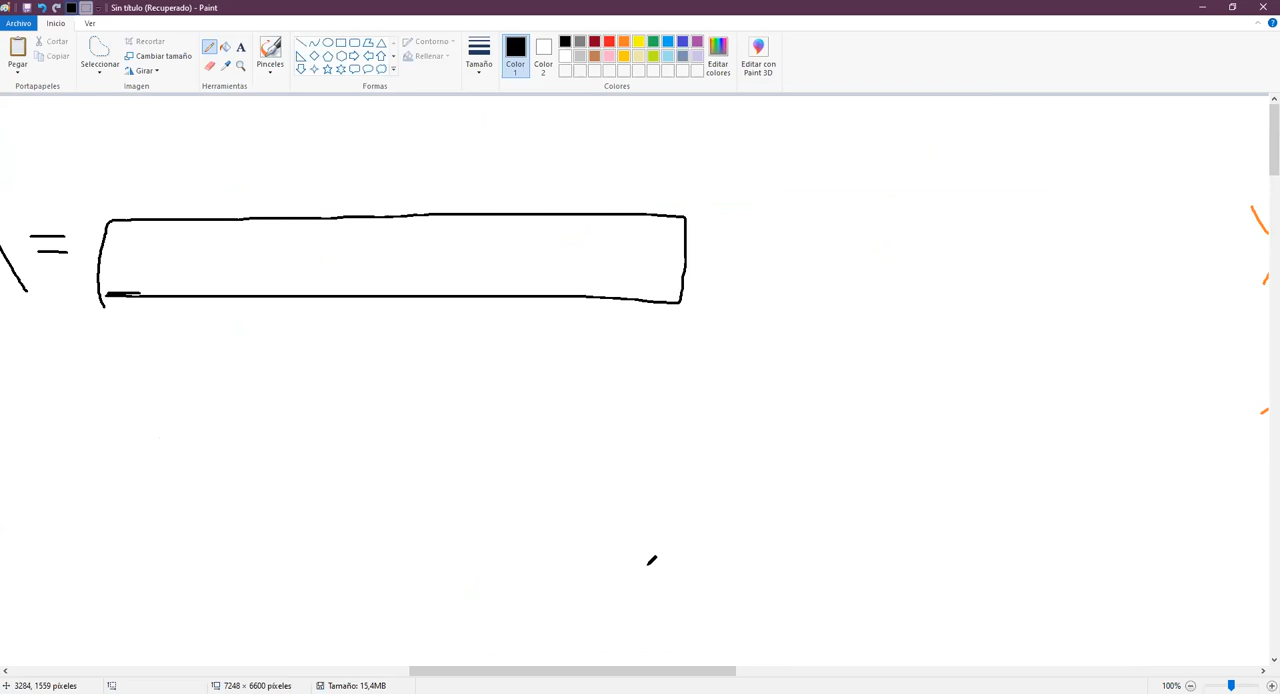 Sin título (Recuperado) - Paint
Archivo Inicio Ver
Pegar
Cortar
Copiar
Portapapeles
Seleccionar
Recortar
Cambiar tamaño
Girar
Imagen
A
Herramientas
Pinceles
Contorno
Rellenar
Formas
Tamaño
Color 1
Color 2
Editar colores
Editar con Paint 3D
Colores
=
3284, 1559 píxeles 7248 × 6600 píxeles Tamaño: 15,4MB 100%